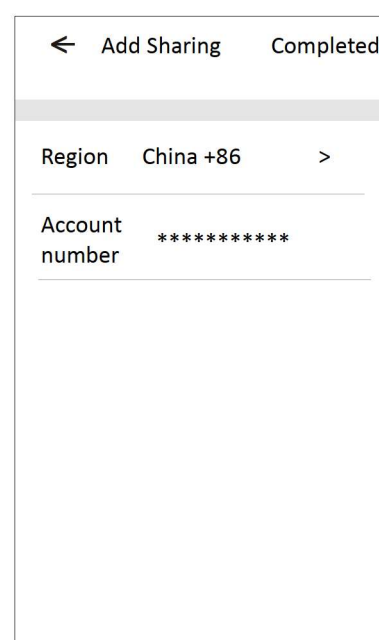 ← Add Sharing Completed
Region China +86 >
Account
number ***********